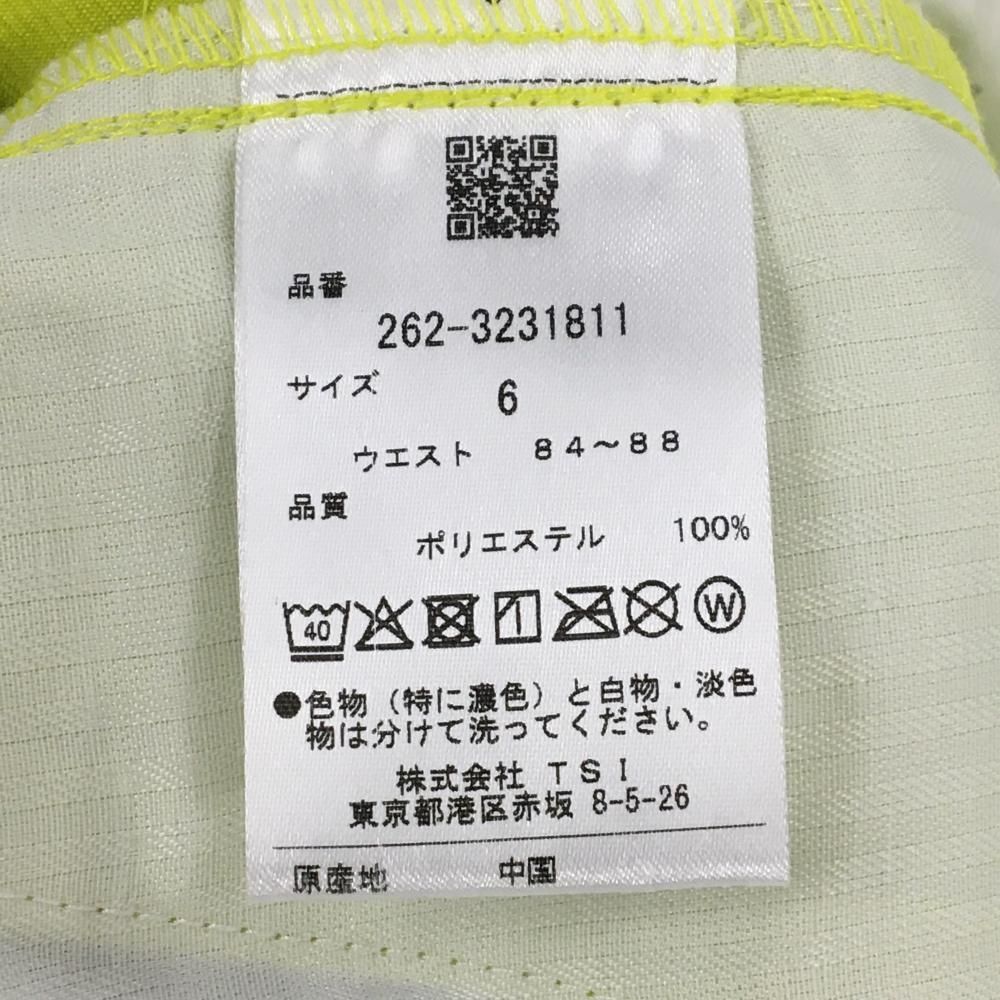 品番
262-3231811
サイズ 6
ウエスト 84～88
品質
ポリエステル 100%
40 W
●色物（特に濃色）と白物・淡色
物は分けて洗ってください。
株式会社 TSI
東京都港区赤坂 8-5-26
原産地 中国